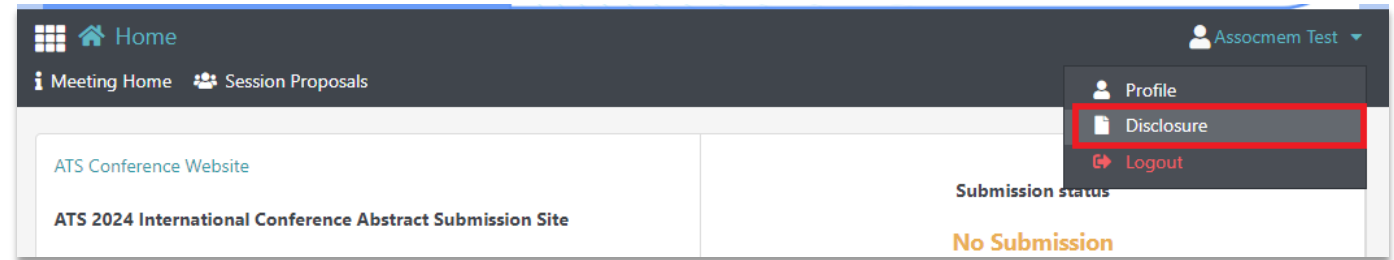 Home
Assocmem Test
Meeting Home Session Proposals
Profile
Disclosure
Logout
ATS Conference Website
ATS 2024 International Conference Abstract Submission Site
Submission status
No Submission